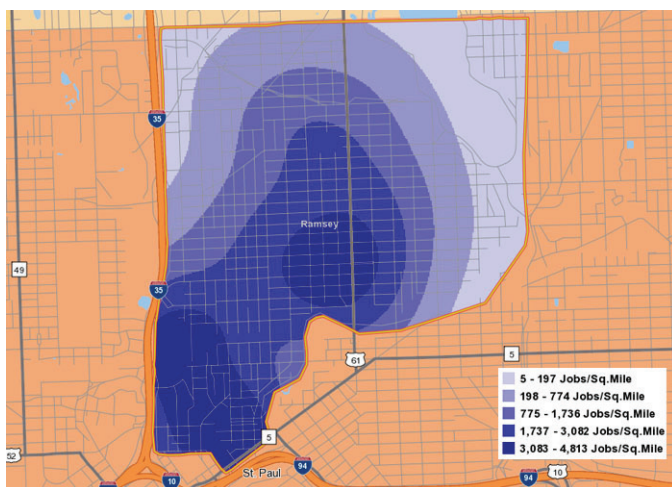 35
Ramsey
49
35
61
5
5 - 197 Jobs/Sq.Mile
198 - 774 Jobs/Sq.Mile
775 - 1,736 Jobs/Sq.Mile
1,737 - 3,082 Jobs/Sq.Mile
3,083 - 4,813 Jobs/Sq.Mile
5
52
St. Paul
10
94
94
10